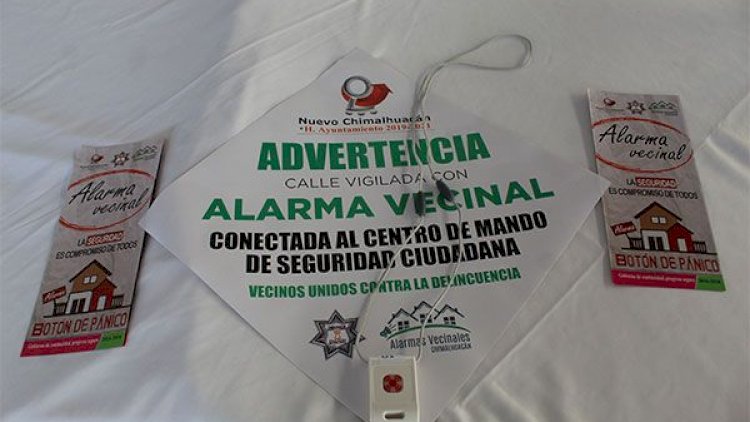 Nuevo Chimalhuacán
H. Ayuntamiento 2019-2021
ADVERTENCIA
CALLE VIGILADA CON
ALARMA VECINAL
CONECTADA AL CENTRO DE MANDO
DE SEGURIDAD CIUDADANA
VECINOS UNIDOS CONTRA LA DELINCUENCIA
Alarmas Vecinales
CHIMALHUACÁN
Alarma
vecinal
LA SEGURIDAD
ES COMPROMISO DE TODOS
Alarma
BOTÓN DE PÁNICO
Alarma
vecinal
LA SEGURIDAD
ES COMPROMISO DE TODOS
Alarma
BOTÓN DE PÁNICO